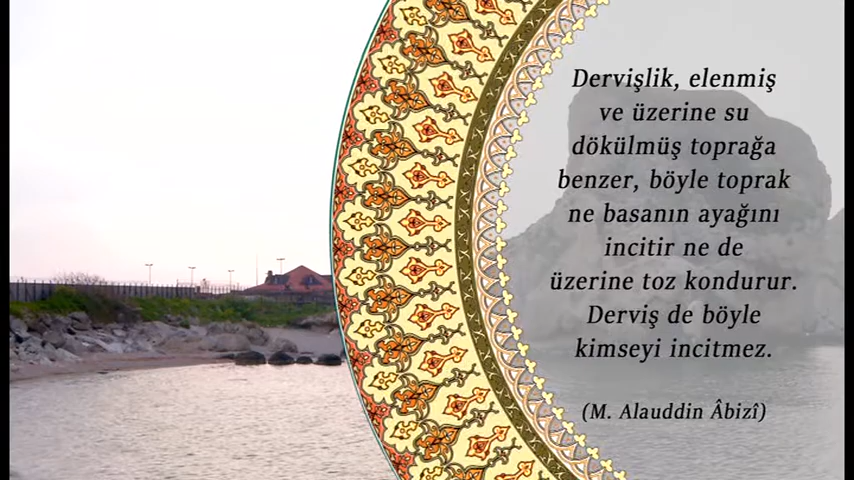 Dervişlik, elenmiş
ve üzerine su
dökülmüş toprağa
benzer, böyle toprak
ne basanın ayağını
incitir ne de
üzerine toz kondurur.
Derviş de böyle
kimseyi incitmez.
(M. Alauddin Âbizî)